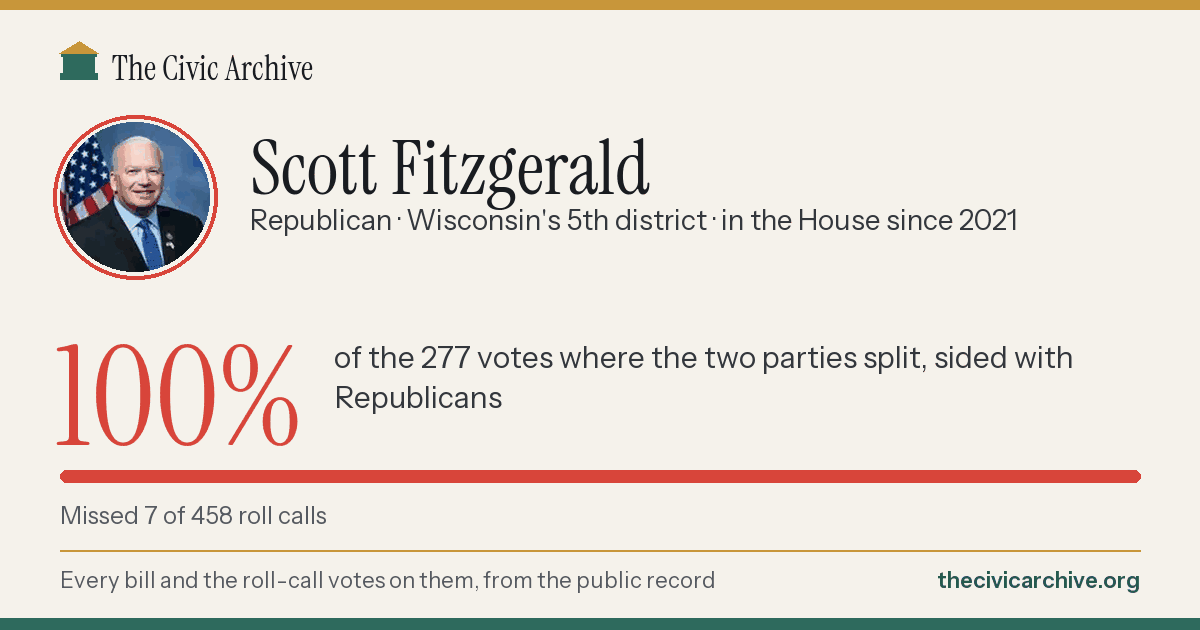 The Civic Archive
Scott Fitzgerald
Republican · Wisconsin's 5th district · in the House since 2021
100%
of the 277 votes where the two parties split, sided with
Republicans
Missed 7 of 458 roll calls
Every bill and the roll-call votes on them, from the public record
thecivicarchive.org